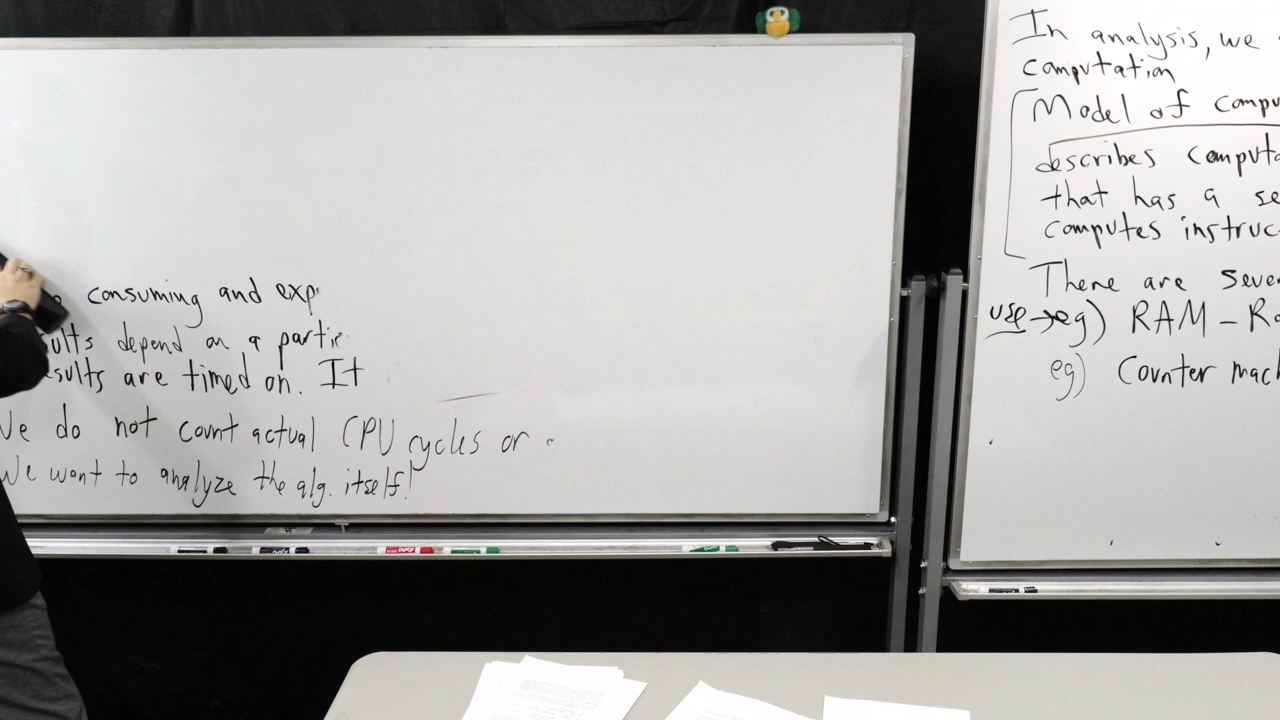 consuming and exp
ults depend on a partic
sults are timed on. It
We do not count actual CPU cycles or
We want to analyze the alg. itself!
In analysis, we
computation
Model of compu
describes computa
that has a se
computes instruc
There are sever
use → eg) RAM - Ra
eg) Counter mach